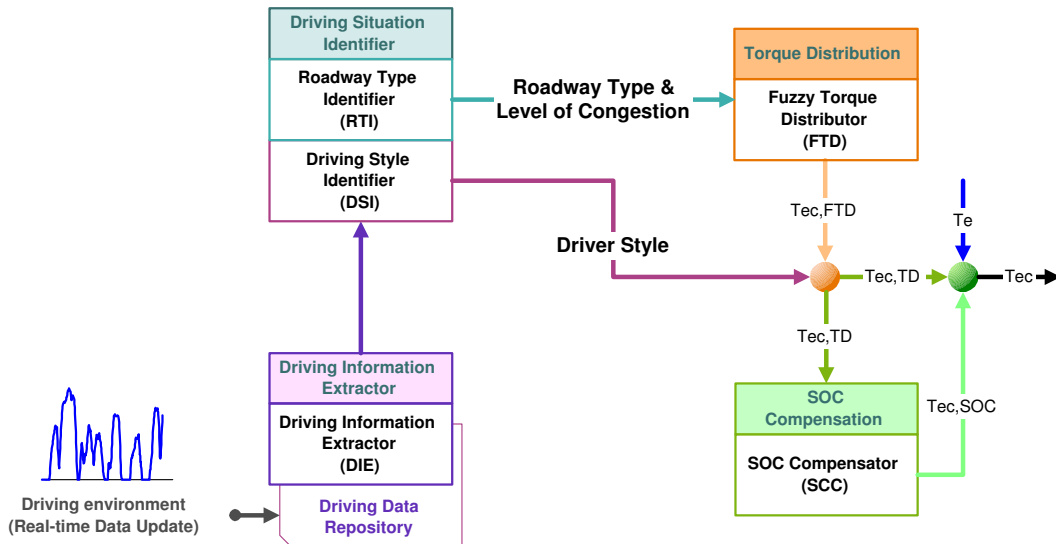 Driving Situation
Identifier
Roadway Type
Identifier
(RTI)
Driving Style
Identifier
(DSI)
Roadway Type &
Level of Congestion
Torque Distribution
Fuzzy Torque
Distributor
(FTD)
Tec,FTD
Te
Driver Style
Tec,TD
Tec
Tec,TD
Driving Information
Extractor
Driving Information
Extractor
(DIE)
SOC
Compensation
Tec,SOC
SOC Compensator
(SCC)
Driving environment
(Real-time Data Update)
Driving Data
Repository